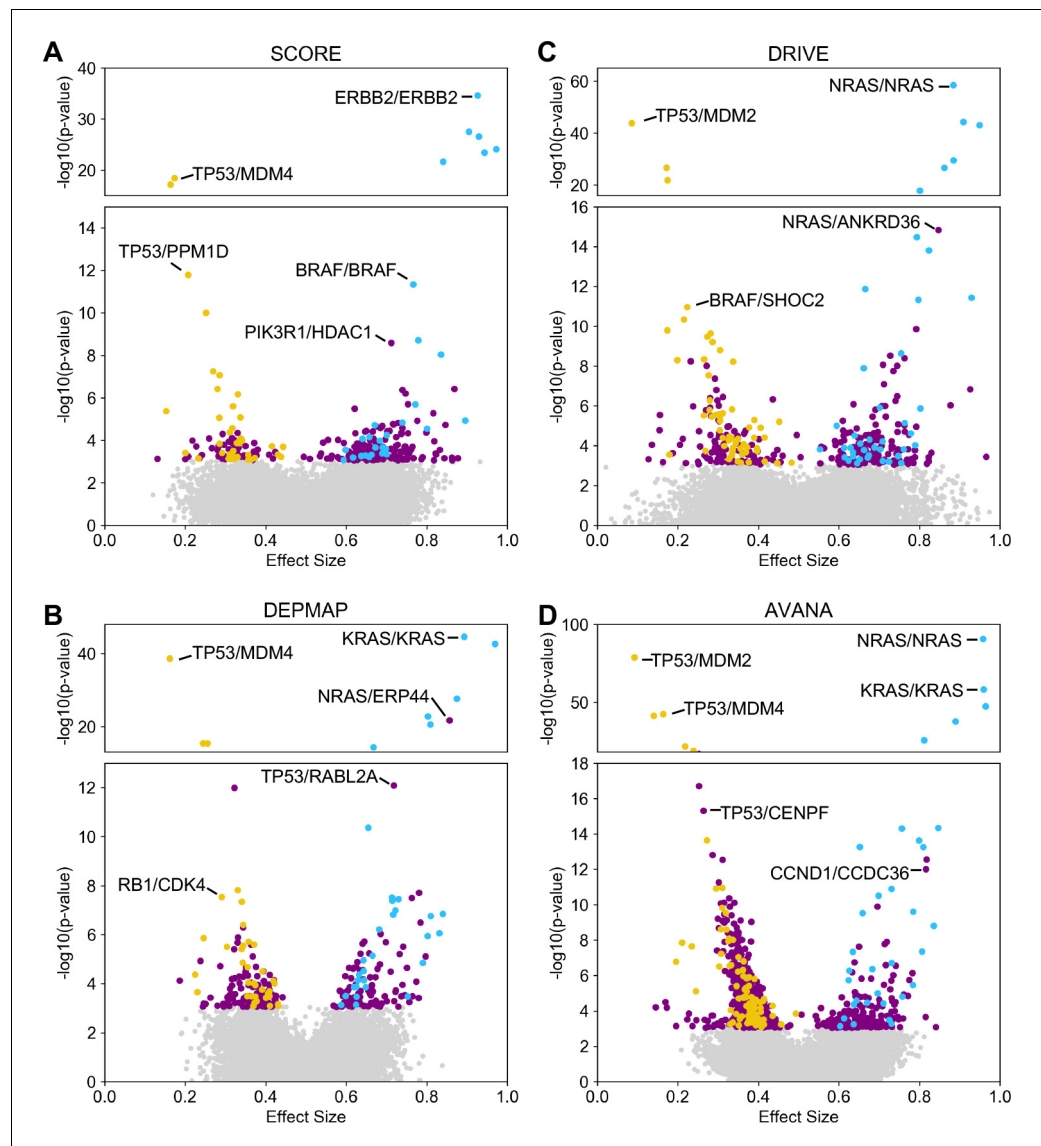 A
SCORE
40
30
20
-log10(p-value)
ERBB2/ERBB2
TP53/MDM4
14
12
10
8
6
4
2
0
-log10(p-value)
TP53/PPM1D
BRAF/BRAF
PIK3R1/HDAC1
0.0 0.2 0.4 0.6 0.8 1.0
Effect Size
C
DRIVE
60
40
20
-log10(p-value)
NRAS/NRAS
TP53/MDM2
16
14
12
10
8
6
4
2
0
-log10(p-value)
NRAS/ANKRD36
BRAF/SHOC2
0.0 0.2 0.4 0.6 0.8 1.0
Effect Size
B
DEPMAP
40
20
-log10(p-value)
KRAS/KRAS
TP53/MDM4
NRAS/ERP44
12
10
8
6
4
2
0
-log10(p-value)
TP53/RABL2A
RB1/CDK4
0.0 0.2 0.4 0.6 0.8 1.0
Effect Size
D
AVANA
100
50
-log10(p-value)
NRAS/NRAS
TP53/MDM2
KRAS/KRAS
TP53/MDM4
18
16
14
12
10
8
6
4
2
0
-log10(p-value)
TP53/CENPF
CCND1/CCDC36
0.0 0.2 0.4 0.6 0.8 1.0
Effect Size